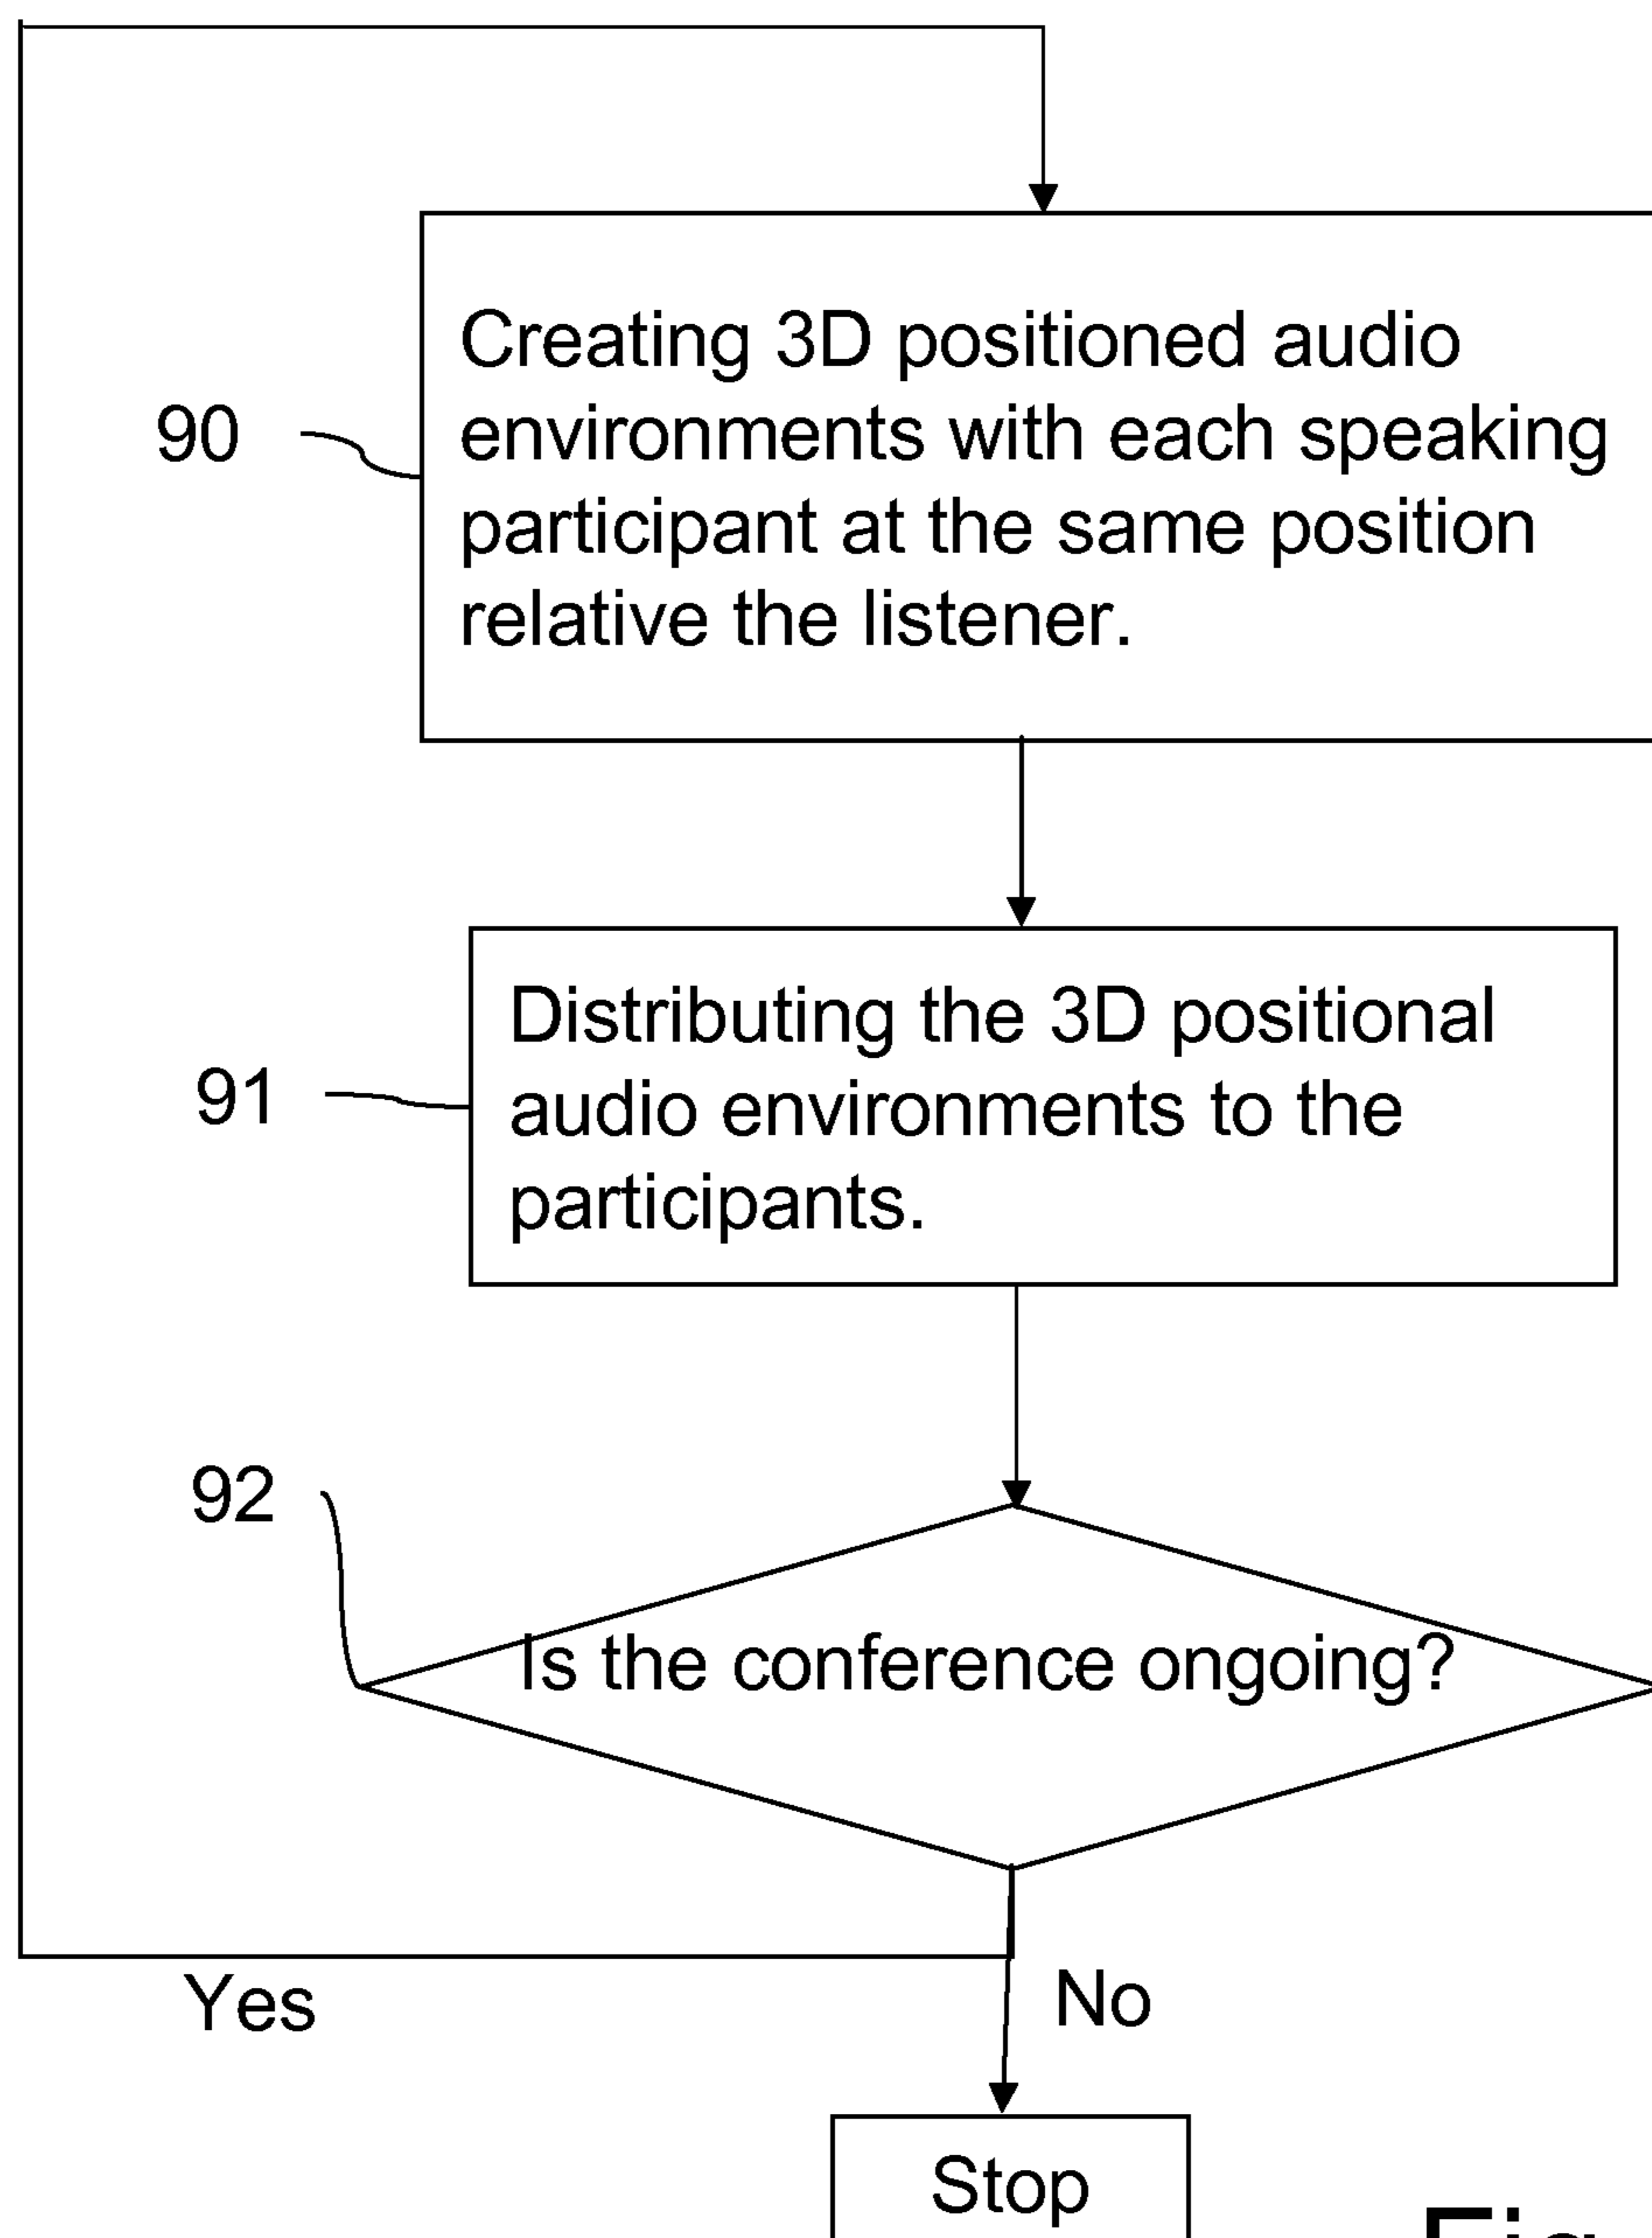 Creating 3D positioned audio
environments with each speaking
participant at the same position
relative the listener.
90
Distributing the 3D positional
audio environments to the
participants.
91
92
Is the conference ongoing?
Yes
No
Stop